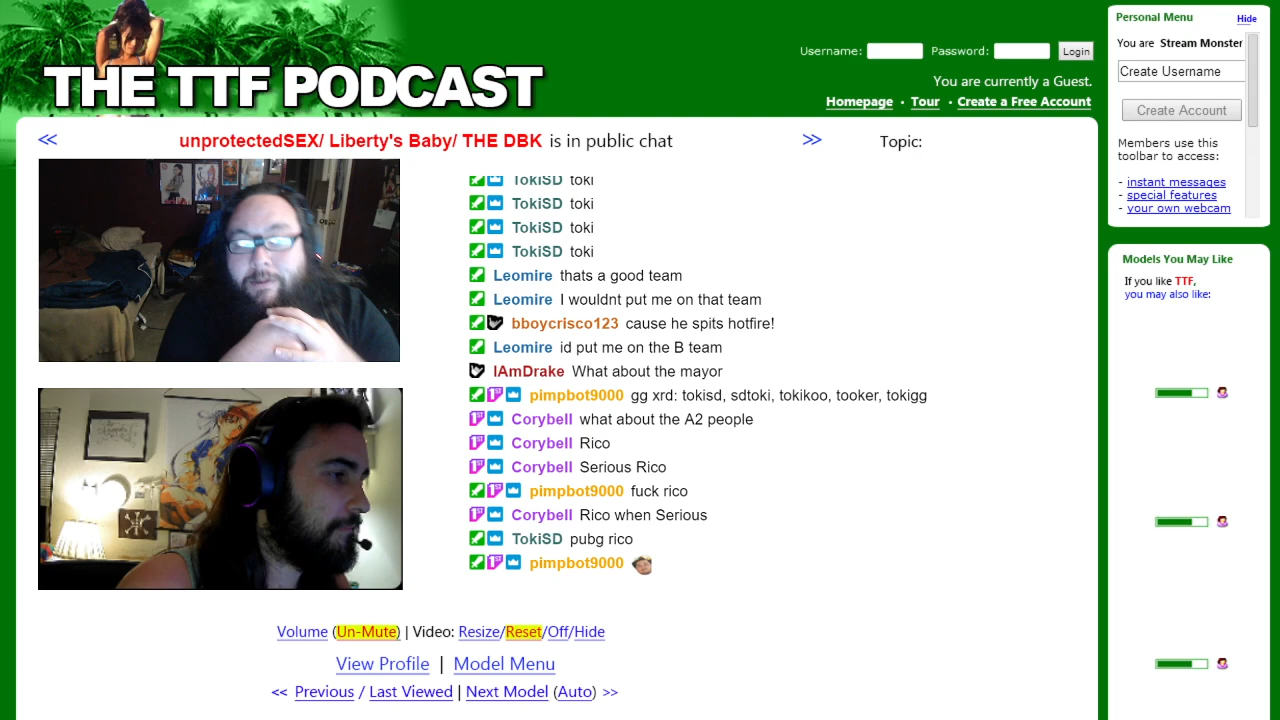 THE TTF PODCAST
Username:
Password:
Login
You are currently a Guest.
Homepage • Tour • Create a Free Account
Personal Menu
Hide
You are Stream Monster
Create Username
Create Account
Members use this
toolbar to access:
- instant messages
- special features
- your own webcam
<< unprotectedSEX/ Liberty's Baby/ THE DBK is in public chat >>
Topic:
TokiSD toki
TokiSD toki
TokiSD toki
TokiSD toki
Leomire thats a good team
Leomire I wouldnt put me on that team
bboycrisco123 cause he spits hotfire!
Leomire id put me on the B team
IAmDrake What about the mayor
pimpbot9000 gg xrd: tokisd, sdtoki, tokikoo, tooker, tokigg
Corybell what about the A2 people
Corybell Rico
Corybell Serious Rico
pimpbot9000 fuck rico
Corybell Rico when Serious
TokiSD pubg rico
pimpbot9000
Volume (Un-Mute) | Video: Resize/Reset/Off/Hide
View Profile | Model Menu
<< Previous / Last Viewed | Next Model (Auto) >>
Models You May Like
If you like TTF,
you may also like: